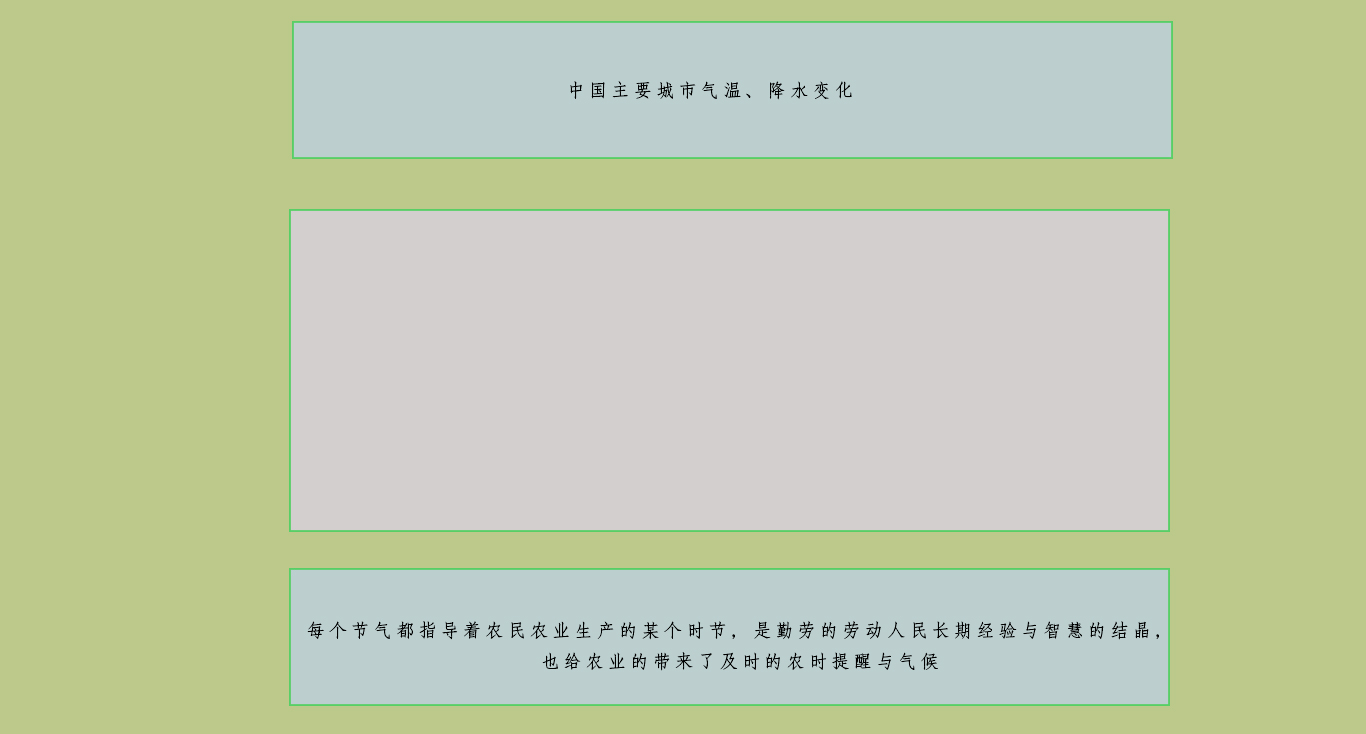 中国主要城市气温、降水变化
每个节气都指导着农民农业生产的某个时节，是勤劳的劳动人民长期经验与智慧的结晶，
也给农业的带来了及时的农时提醒与气候